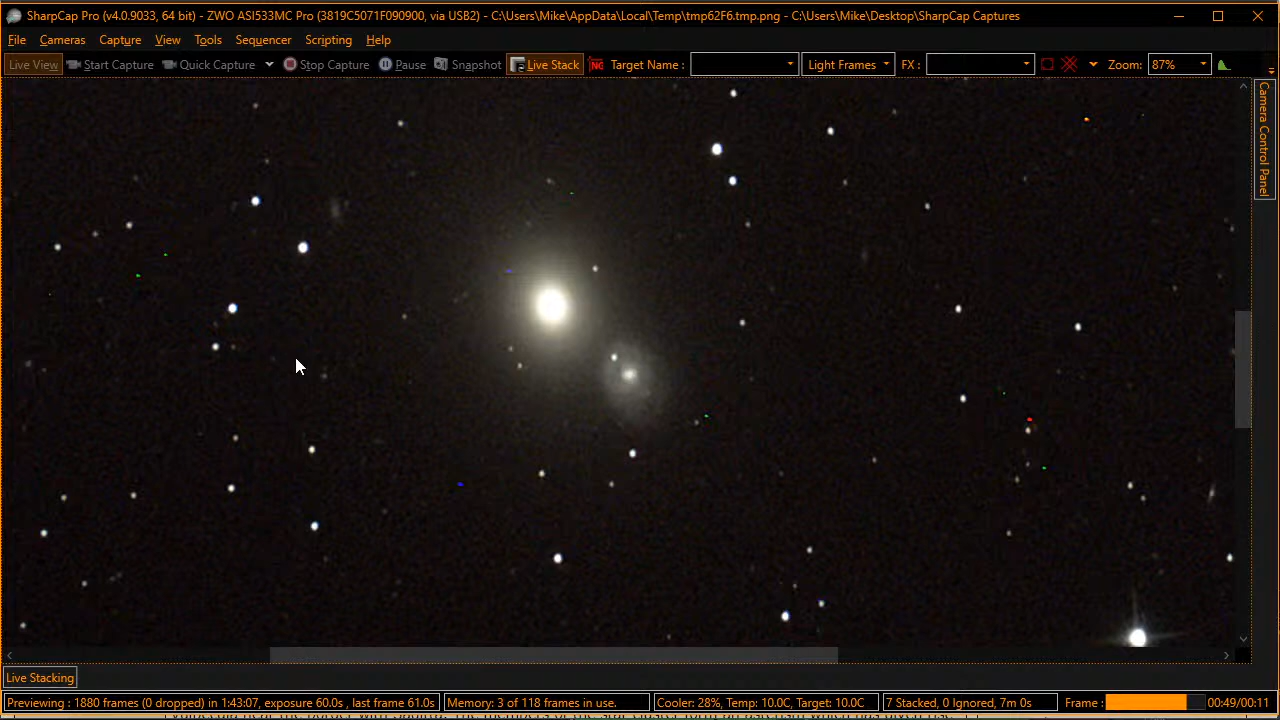 SharpCap Pro (v4.0.9033, 64 bit) - ZWO ASI533MC Pro (3819C5071F090900, via USB2) - C:\Users\Mike\AppData\Local\Temp\tmp62F6.tmp.png - C:\Users\Mike\Desktop\SharpCap Captures
File Cameras Capture View Tools Sequencer Scripting Help
Live View Start Capture Quick Capture Stop Capture Pause Snapshot Live Stack NG Target Name : Light Frames FX : Zoom: 87%
Camera Control Panel
Live Stacking
Previewing : 1880 frames (0 dropped) in 1:43:07, exposure 60.0s , last frame 61.0s Memory: 3 of 118 frames in use. Cooler: 28%, Temp: 10.0C, Target: 10.0C 7 Stacked, 0 Ignored, 7m 0s Frame : 00:49/00:11